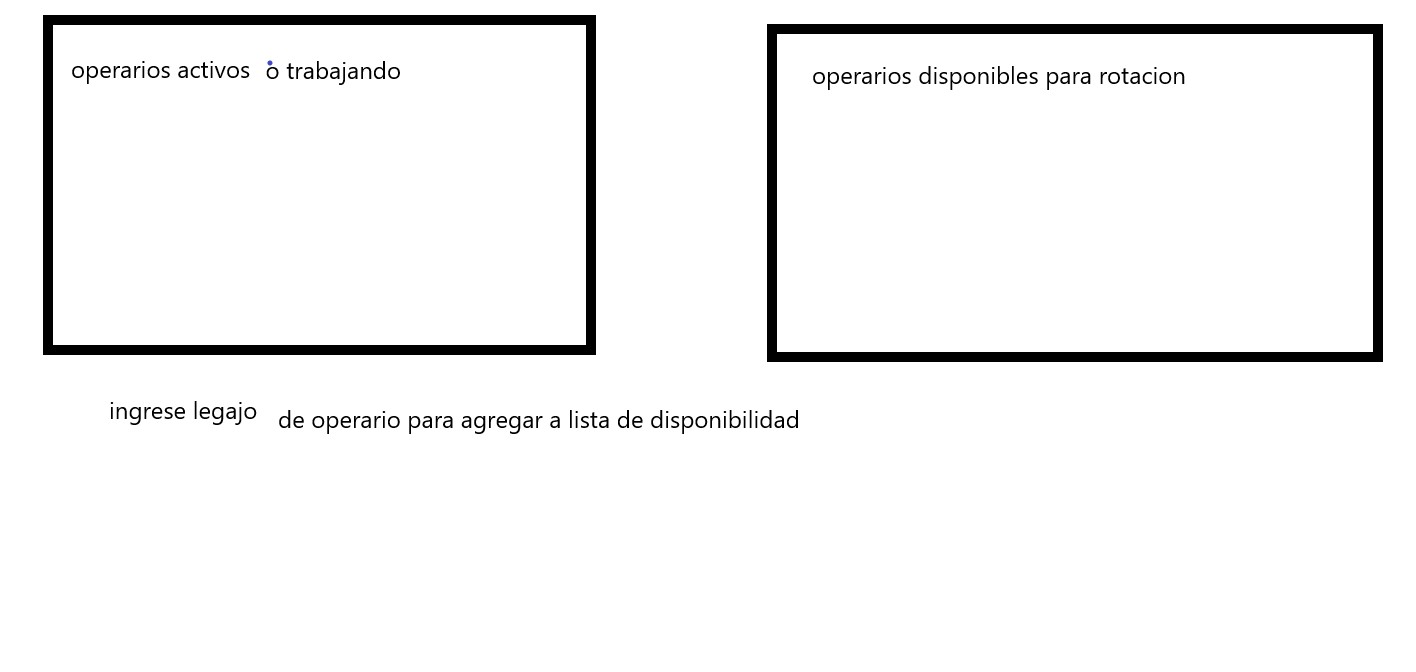 operarios activos o trabajando
operarios disponibles para rotacion
ingrese legajo de operario para agregar a lista de disponibilidad